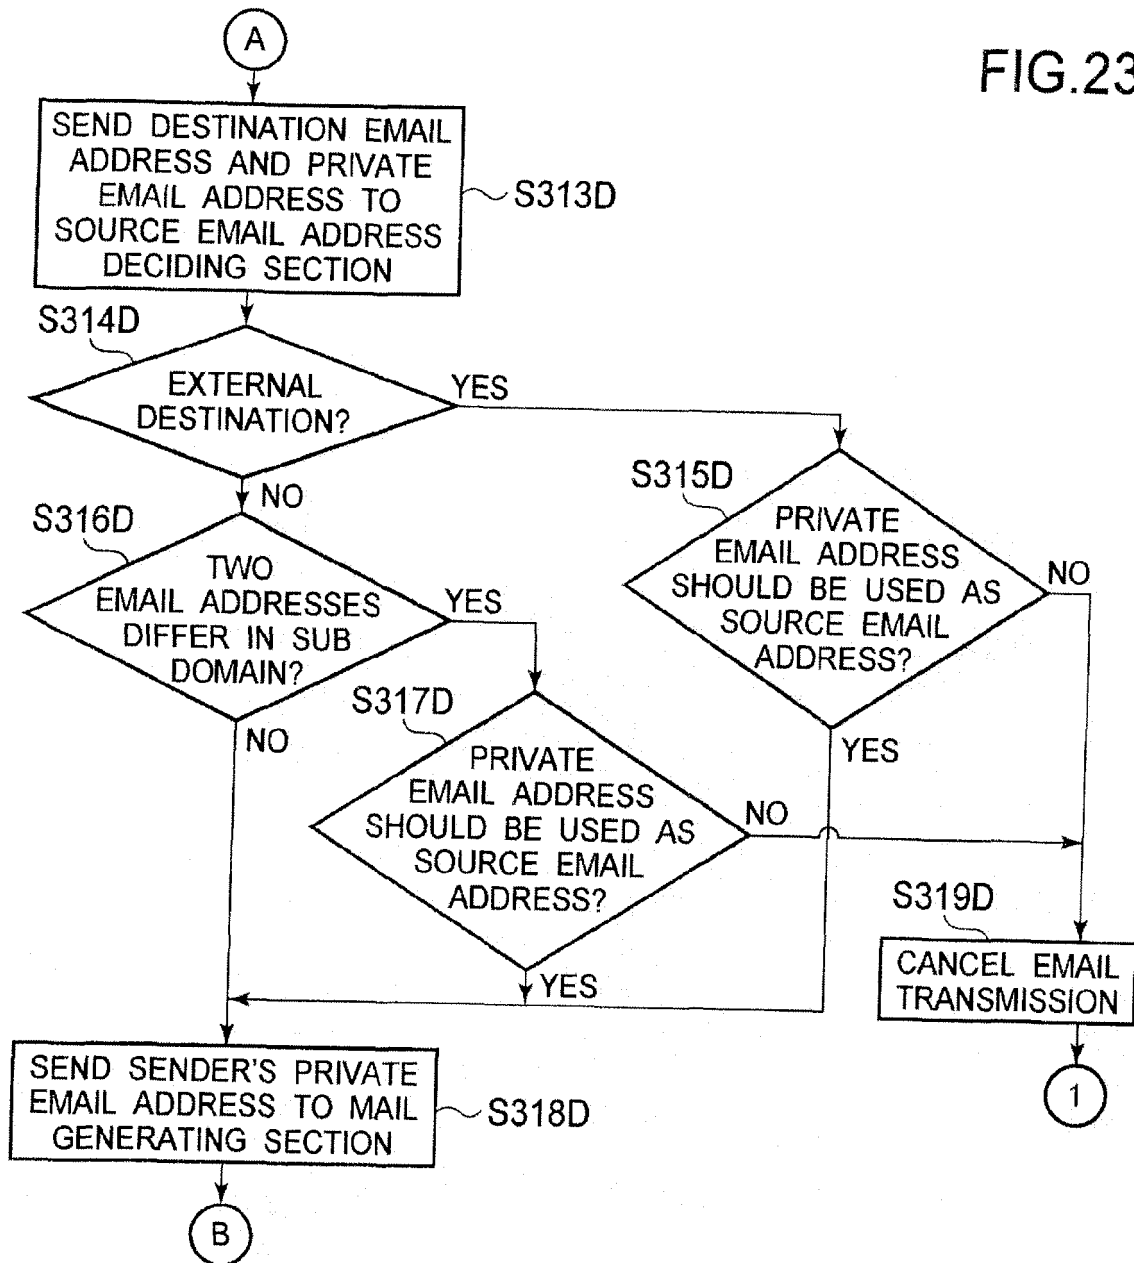 A
FIG.23
SEND DESTINATION EMAIL
ADDRESS AND PRIVATE
EMAIL ADDRESS TO
SOURCE EMAIL ADDRESS
DECIDING SECTION
S313D
S314D
EXTERNAL
DESTINATION?
YES
NO
S315D
PRIVATE
EMAIL ADDRESS
SHOULD BE USED AS
SOURCE EMAIL
ADDRESS?
NO
YES
S316D
TWO
EMAIL ADDRESSES
DIFFER IN SUB
DOMAIN?
YES
NO
S317D
PRIVATE
EMAIL ADDRESS
SHOULD BE USED AS
SOURCE EMAIL
ADDRESS?
NO
YES
S319D
CANCEL EMAIL
TRANSMISSION
1
SEND SENDER'S PRIVATE
EMAIL ADDRESS TO MAIL
GENERATING SECTION
S318D
B